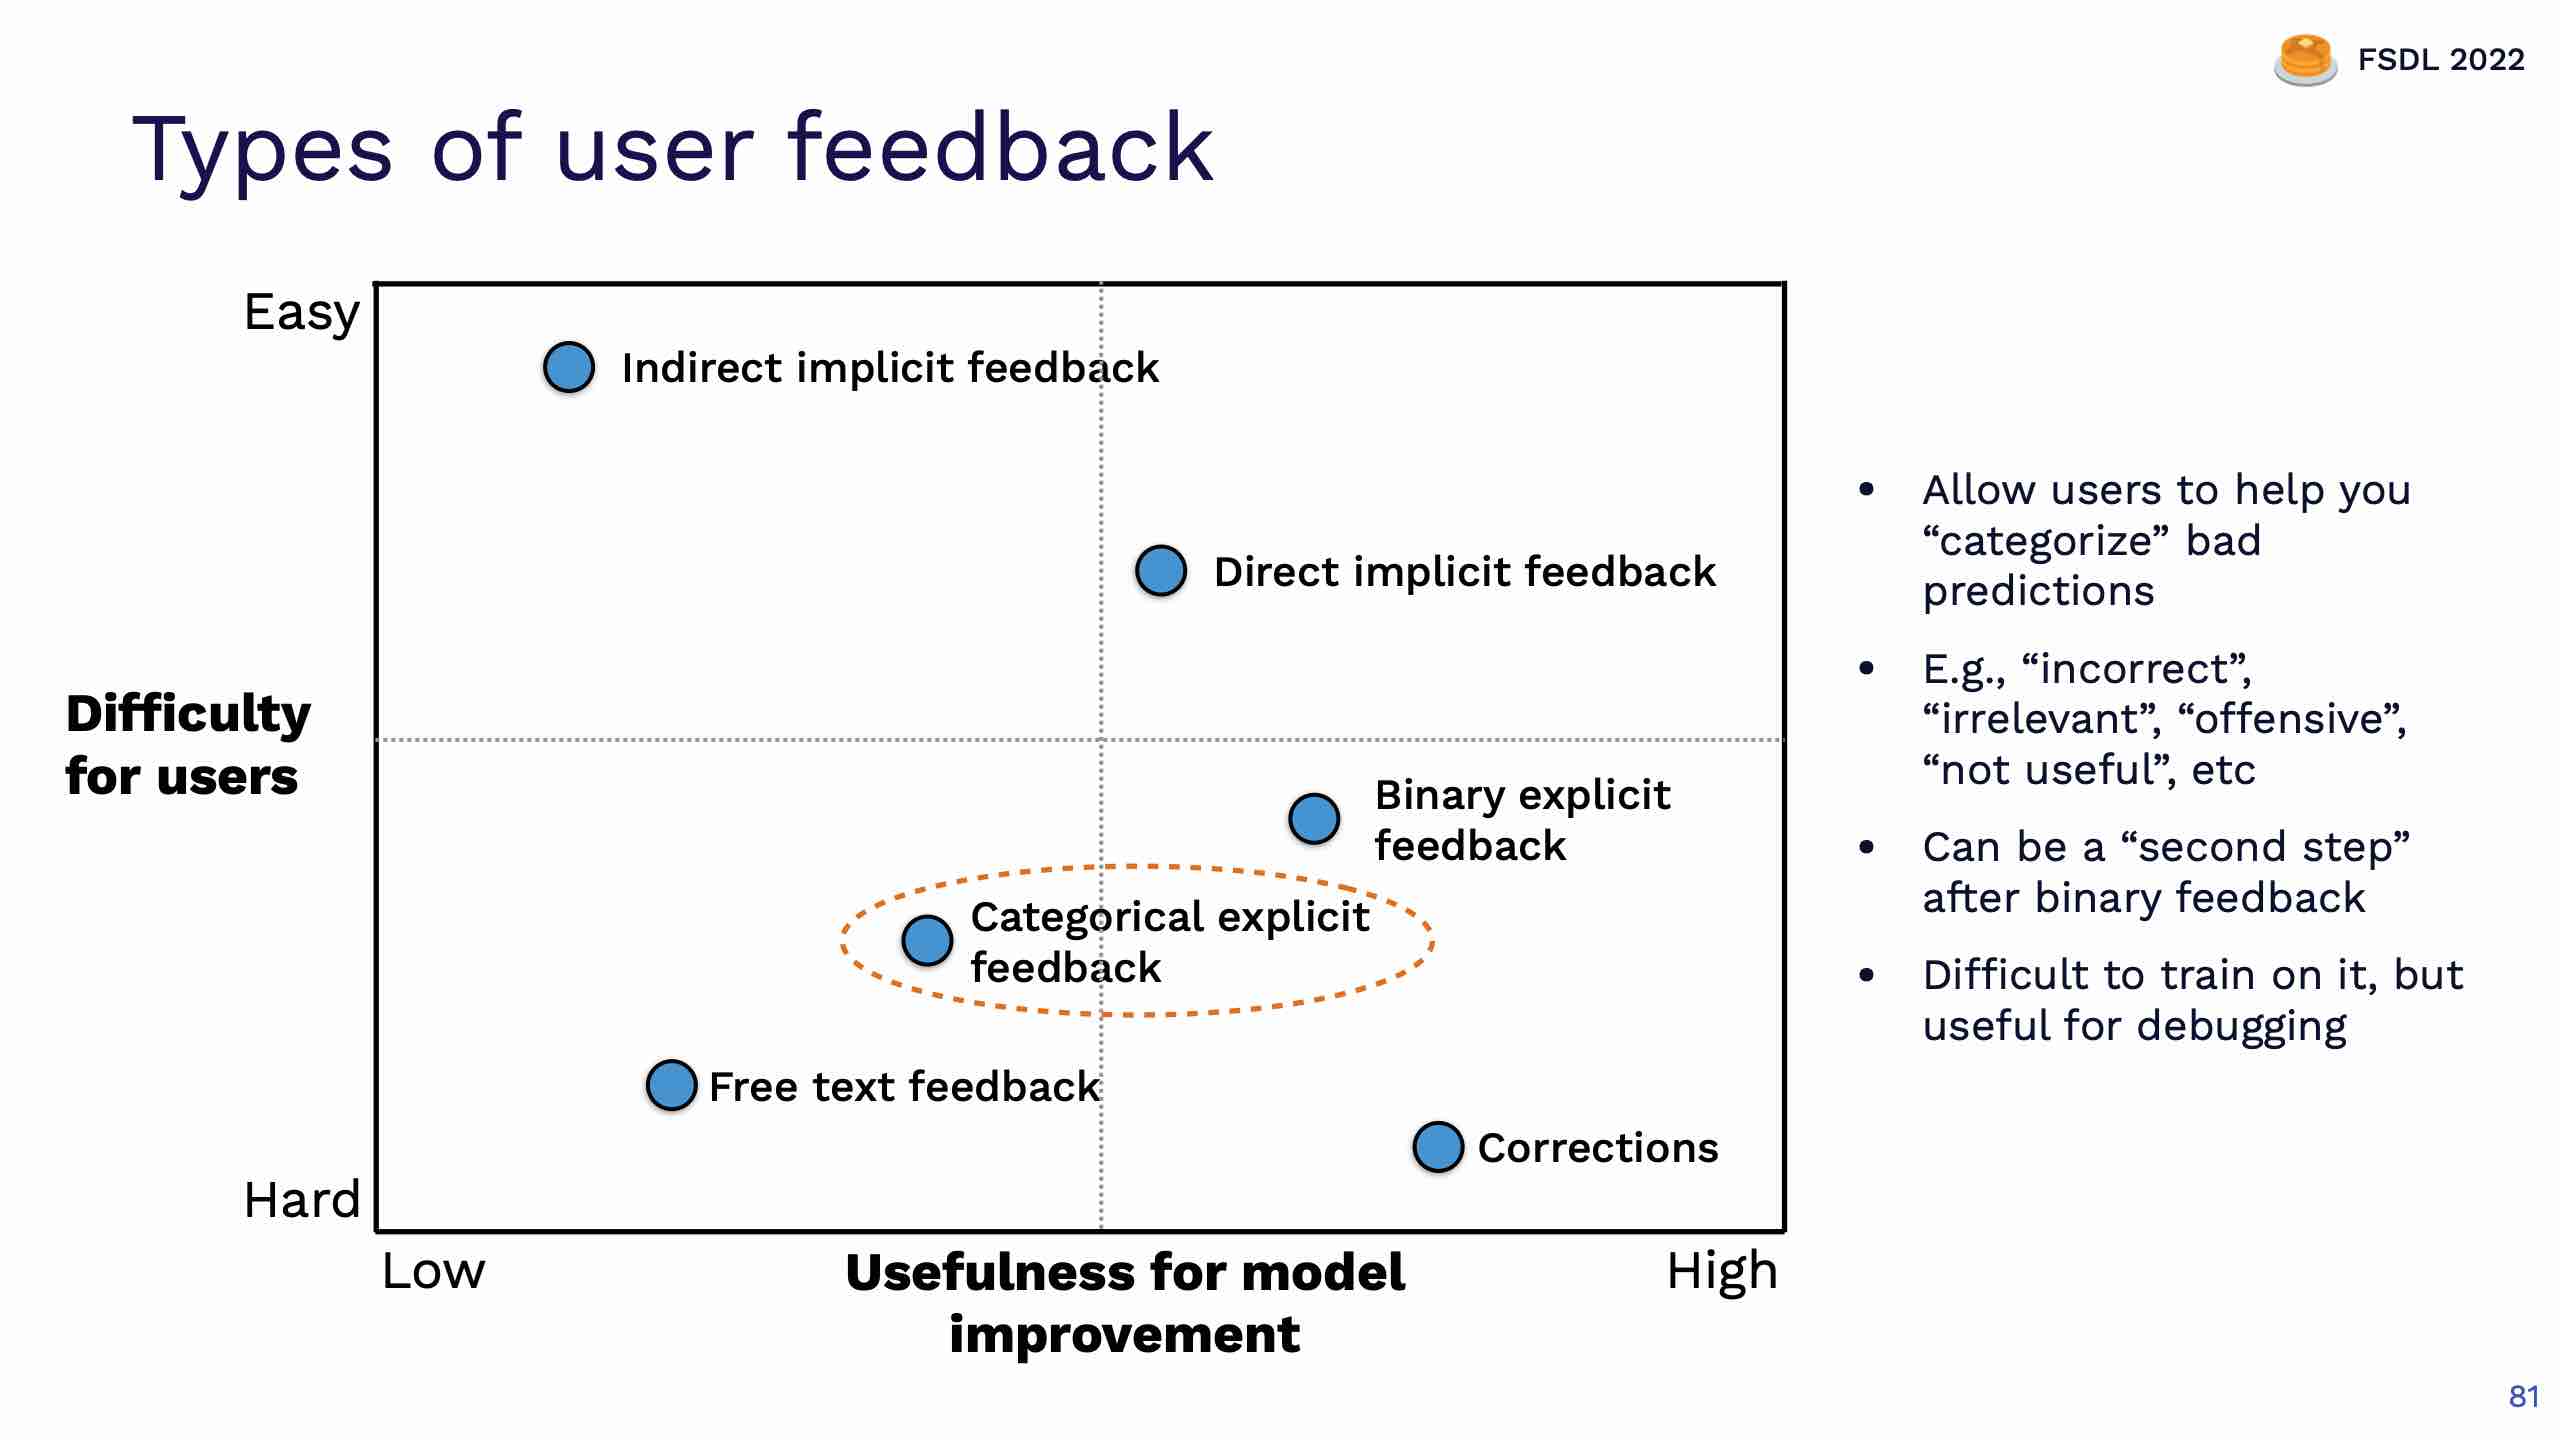 FSDL 2022
Types of user feedback
Easy
Indirect implicit feedback
Direct implicit feedback
Difficulty
for users
Binary explicit
feedback
Categorical explicit
feedback
Free text feedback
Corrections
Hard
Low
Usefulness for model
improvement
High
• Allow users to help you
“categorize” bad
predictions
• E.g., “incorrect”,
“irrelevant”, “offensive”,
“not useful”, etc
• Can be a “second step”
after binary feedback
• Difficult to train on it, but
useful for debugging
81